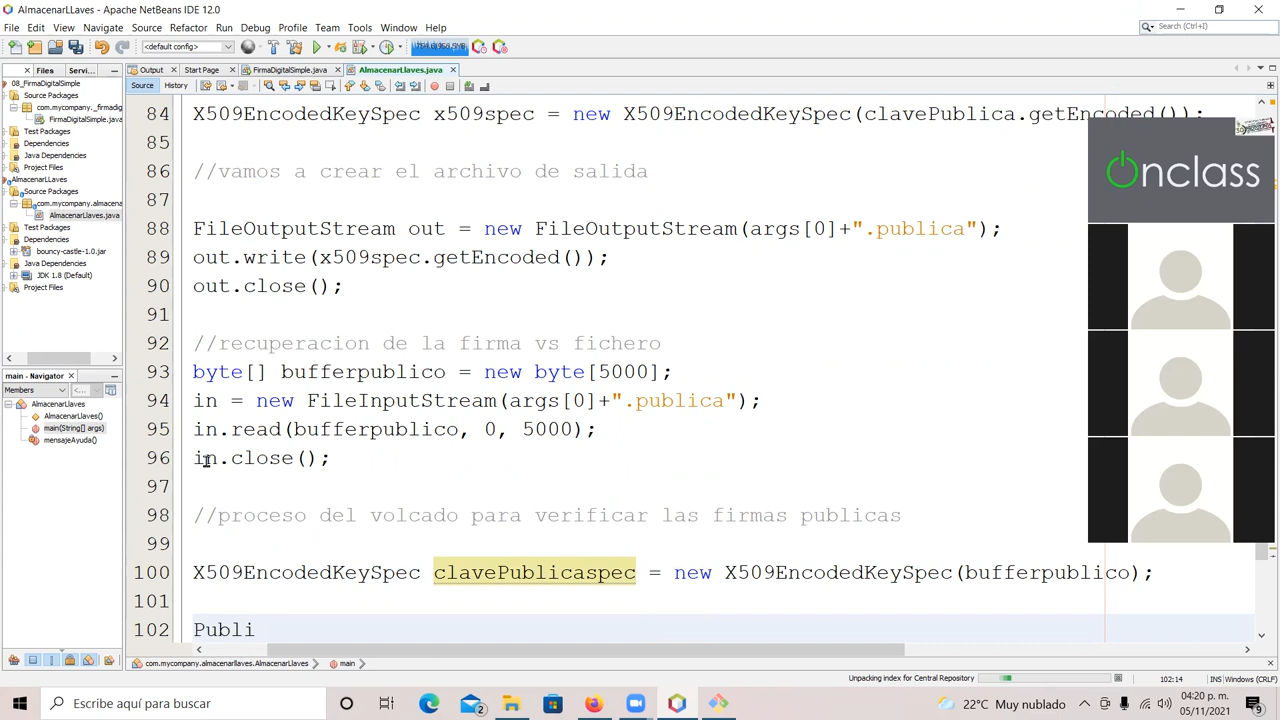 AlmacenarLLaves - Apache NetBeans IDE 12.0
File Edit View Navigate Source Refactor Run Debug Profile Team Tools Window Help
Search (Ctrl+I)
<default config>
Files Servi...
Output Start Page FirmaDigitalSimple.java AlmacenarLlaves.java
Source History
08_FirmaDigitalSimple
Source Packages
com.mycompany._firmadig
FirmaDigitalSimple.java
Test Packages
Dependencies
Java Dependencies
Project Files
AlmacenarLLaves
Source Packages
com.mycompany.almacena
AlmacenarLlaves.java
Test Packages
Dependencies
bouncy-castle-1.0.jar
Java Dependencies
JDK 1.8 (Default)
Project Files
main - Navigator
Members <...
AlmacenarLlaves
AlmacenarLlaves()
main(String[] args)
mensajeAyuda()
84 X509EncodedKeySpec x509spec = new X509EncodedKeySpec(clavePublica.getEncoded());
85
86 //vamos a crear el archivo de salida
87
88 FileOutputStream out = new FileOutputStream(args[0]+".publica");
89 out.write(x509spec.getEncoded());
90 out.close();
91
92 //recuperacion de la firma vs fichero
93 byte[] bufferpublico = new byte[5000];
94 in = new FileInputStream(args[0]+".publica");
95 in.read(bufferpublico, 0, 5000);
96 in.close();
97
98 //proceso del volcado para verificar las firmas publicas
99
100 X509EncodedKeySpec clavePublicaspec = new X509EncodedKeySpec(bufferpublico);
101
102 Publi
Onclass
com.mycompany.almacenarllaves.AlmacenarLlaves main
Unpacking index for Central Repository 102:14 INS Windows (CRLF)
Escribe aquí para buscar
2
22°C Muy nublado
04:20 p. m.
05/11/2021
9